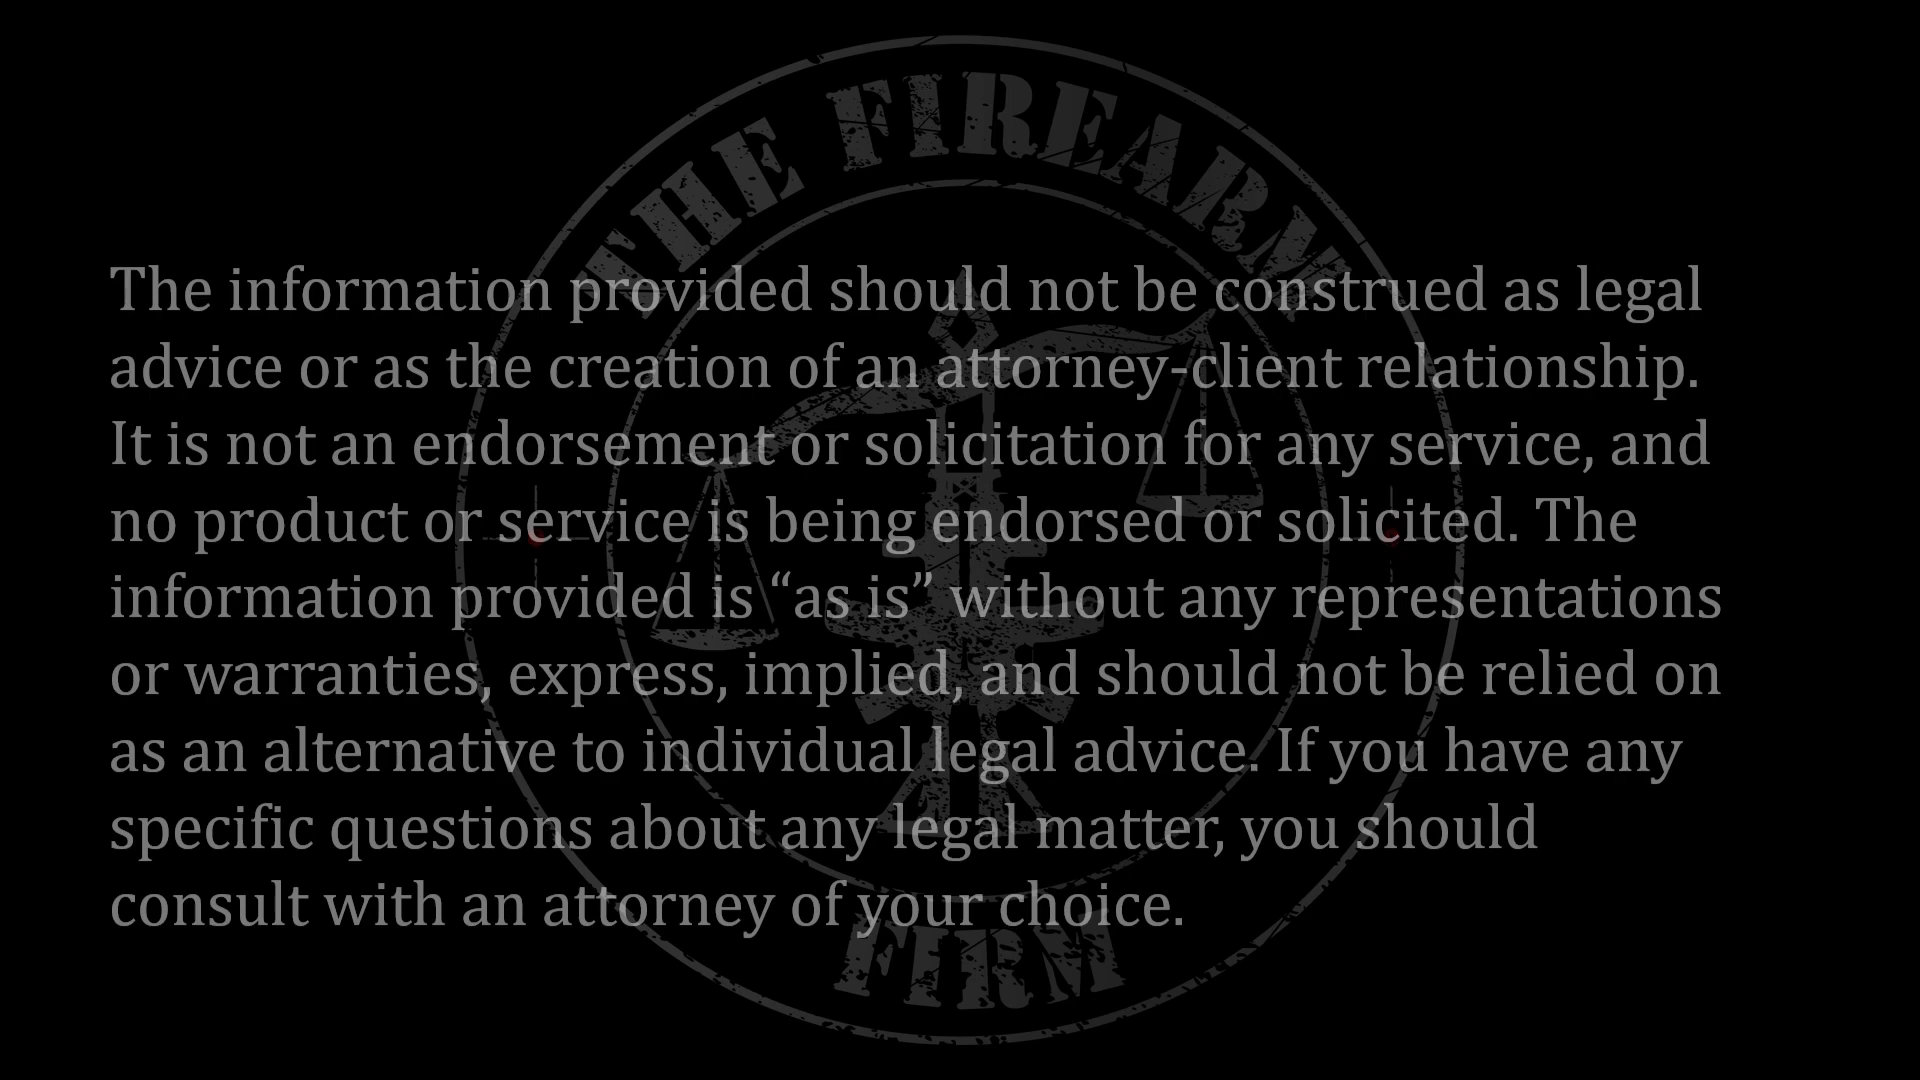 THE FIREARM
The information provided should not be construed as legal
advice or as the creation of an attorney-client relationship.
It is not an endorsement or solicitation for any service, and
no product or service is being endorsed or solicited. The
information provided is “as is” without any representations
or warranties, express, implied, and should not be relied on
as an alternative to individual legal advice. If you have any
specific questions about any legal matter, you should
consult with an attorney of your choice.
FIRM